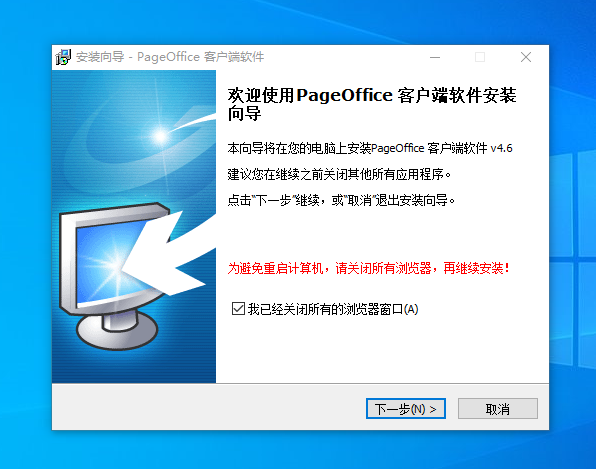 安装向导 - PageOffice 客户端软件
欢迎使用PageOffice 客户端软件安装
向导
本向导将在您的电脑上安装PageOffice 客户端软件 v4.6
建议您在继续之前关闭其他所有应用程序。
点击"下一步"继续，或"取消"退出安装向导。
为避免重启计算机，请关闭所有浏览器，再继续安装！
我已经关闭所有的浏览器窗口(A)
下一步(N) >
取消